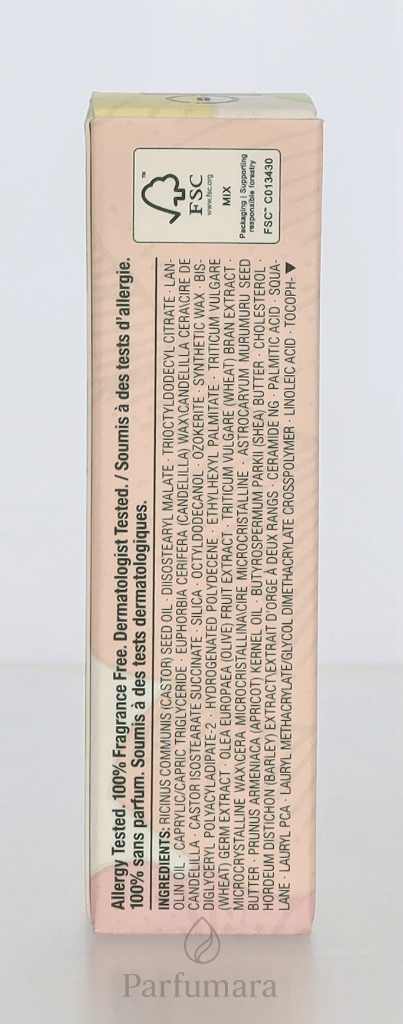 ™
FSC
www.fsc.org
MIX
Packaging | Supporting
responsible forestry
FSC™ C013430
Allergy Tested. 100% Fragrance Free. Dermatologist Tested. / Soumis à des tests d'allergie.
100% sans parfum. Soumis à des tests dermatologiques.
INGREDIENTS: RICINUS COMMUNIS (CASTOR) SEED OIL · DIISOSTEARYL MALATE · TRIOCTYLDODECYL CITRATE · LAN-
OLIN OIL · CAPRYLIC/CAPRIC TRIGLYCERIDE · EUPHORBIA CERIFERA (CANDELILLA) WAX\CANDELILLA CERA\CIRE DE
CANDELILLA · CASTOR ISOSTEARATE SUCCINATE · SILICA · OCTYLDODECANOL · OZOKERITE · SYNTHETIC WAX · BIS-
DIGLYCERYL POLYACYLADIPATE-2 · HYDROGENATED POLYDECENE · ETHYLHEXYL PALMITATE · TRITICUM VULGARE
(WHEAT) GERM EXTRACT · OLEA EUROPAEA (OLIVE) FRUIT EXTRACT · TRITICUM VULGARE (WHEAT) BRAN EXTRACT ·
MICROCRYSTALLINE WAX\CERA MICROCRISTALLINA\CIRE MICROCRISTALLINE · ASTROCARYUM MURUMURU SEED
BUTTER · PRUNUS ARMENIACA (APRICOT) KERNEL OIL · BUTYROSPERMUM PARKII (SHEA) BUTTER · CHOLESTEROL ·
HORDEUM DISTICHON (BARLEY) EXTRACT\EXTRAIT D'ORGE À DEUX RANGS · CERAMIDE NG · PALMITIC ACID · SQUA-
LANE · LAURYL PCA · LAURYL METHACRYLATE/GLYCOL DIMETHACRYLATE CROSSPOLYMER · LINOLEIC ACID · TOCOPH- ▼
Parfumara